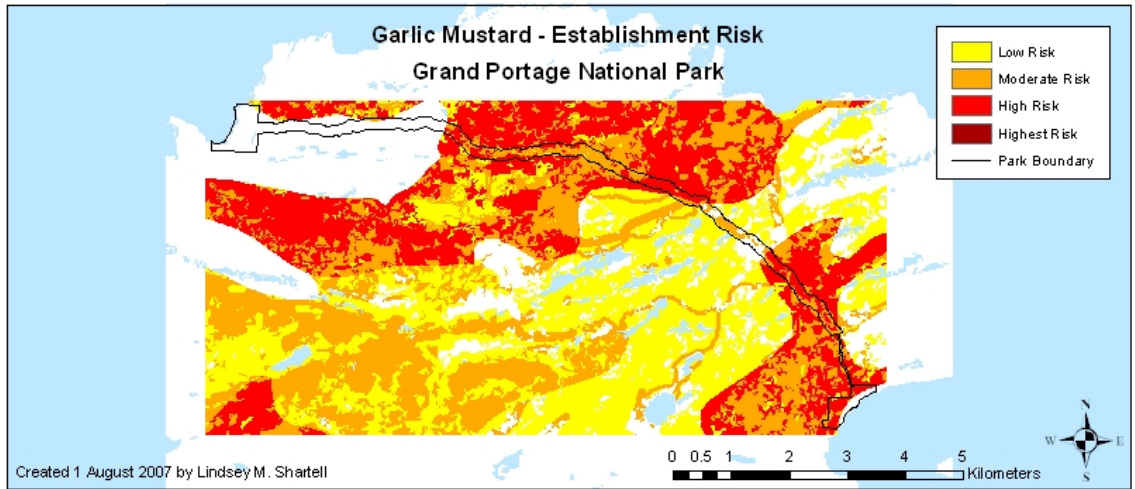 Garlic Mustard - Establishment Risk
Grand Portage National Park
Low Risk
Moderate Risk
High Risk
Highest Risk
Park Boundary
N
W E
S
0 0.5 1 2 3 4 5
Kilometers
Created 1 August 2007 by Lindsey M. Shartell